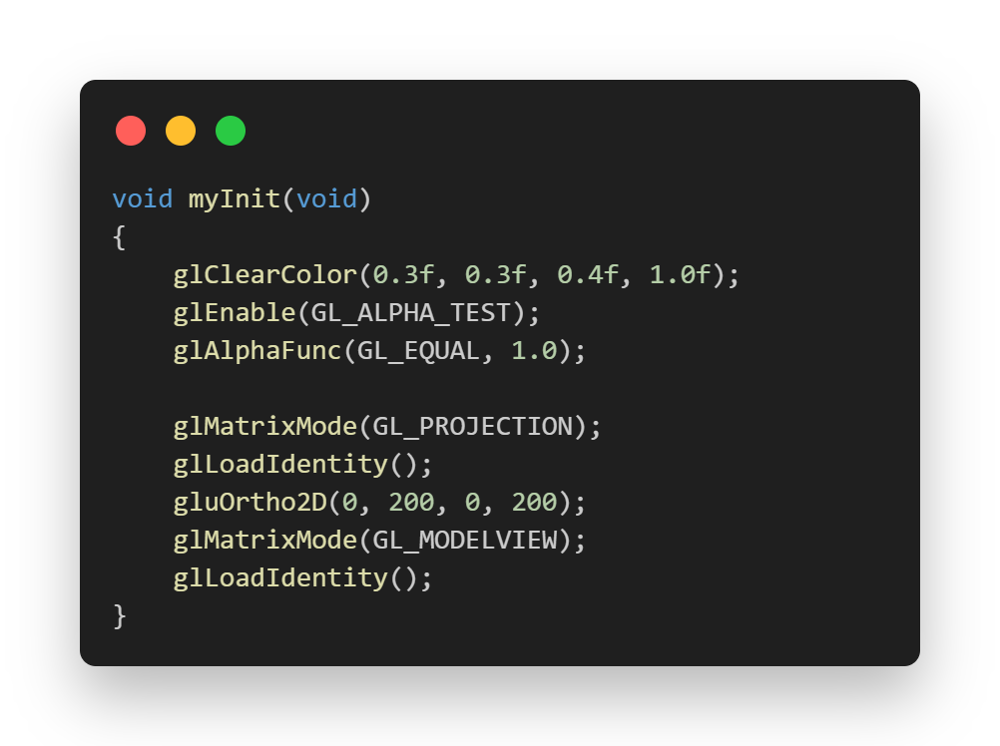 void myInit(void)
{
    glClearColor(0.3f, 0.3f, 0.4f, 1.0f);
    glEnable(GL_ALPHA_TEST);
    glAlphaFunc(GL_EQUAL, 1.0);

    glMatrixMode(GL_PROJECTION);
    glLoadIdentity();
    gluOrtho2D(0, 200, 0, 200);
    glMatrixMode(GL_MODELVIEW);
    glLoadIdentity();
}